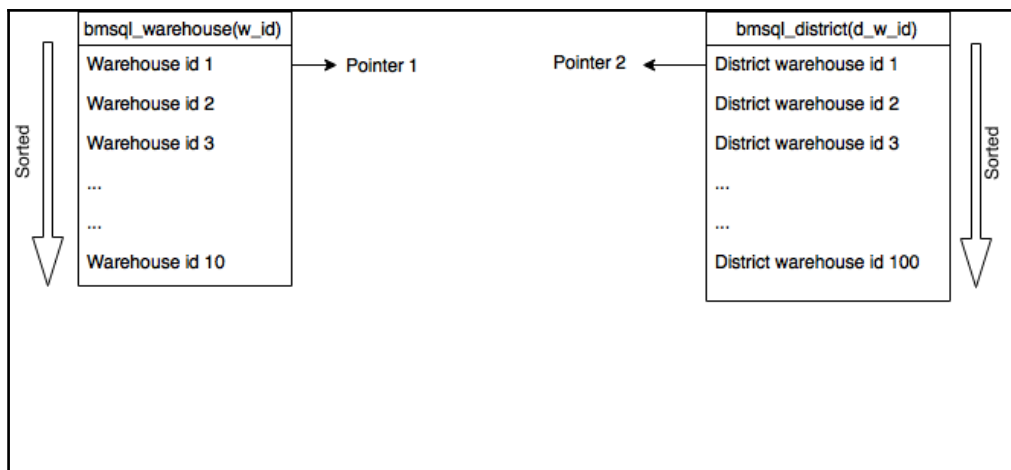 bmsql_warehouse(w_id)
Warehouse id 1
Warehouse id 2
Warehouse id 3
...
...
Warehouse id 10
Sorted
Pointer 1
Pointer 2
bmsql_district(d_w_id)
District warehouse id 1
District warehouse id 2
District warehouse id 3
...
...
District warehouse id 100
Sorted